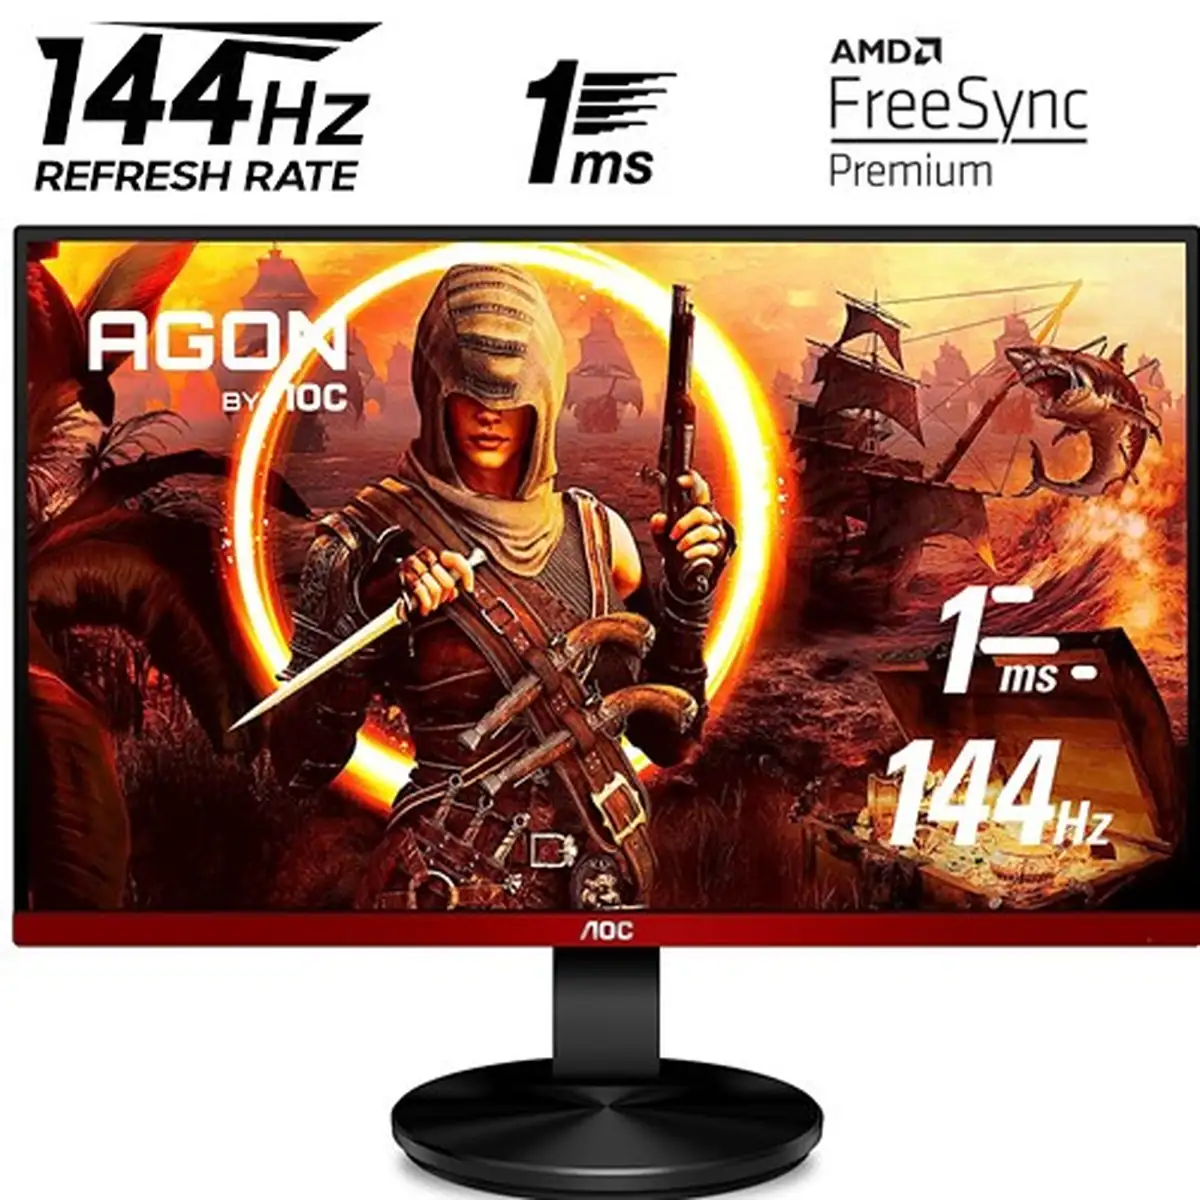 144Hz
REFRESH RATE
1ms
AMD
FreeSync
Premium
AGON
BY AOC
1ms
144Hz
AOC